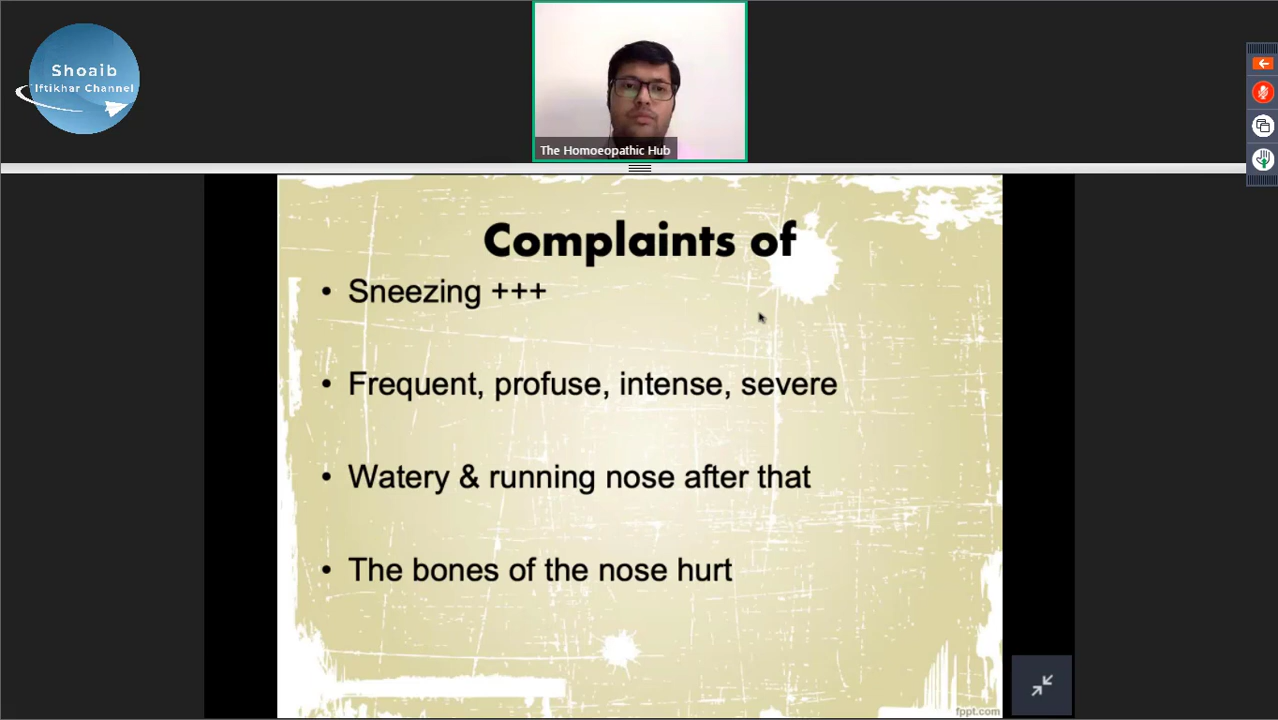 Shoaib
Iftikhar Channel
The Homoeopathic Hub
Complaints of
• Sneezing +++
• Frequent, profuse, intense, severe
• Watery & running nose after that
• The bones of the nose hurt
fppt.com